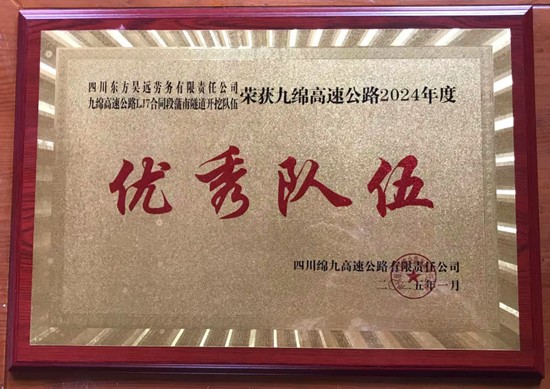 四川东方昊远劳务有限责任公司
九绵高速公路LJ7合同段蒲南隧道开挖队伍
荣获九绵高速公路2024年度
优秀队伍
四川绵九高速公路有限责任公司
二〇二五年一月